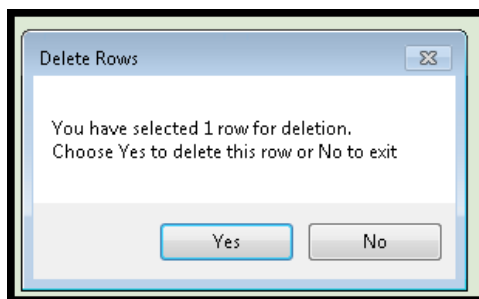 Delete Rows
You have selected 1 row for deletion.
Choose Yes to delete this row or No to exit
Yes
No